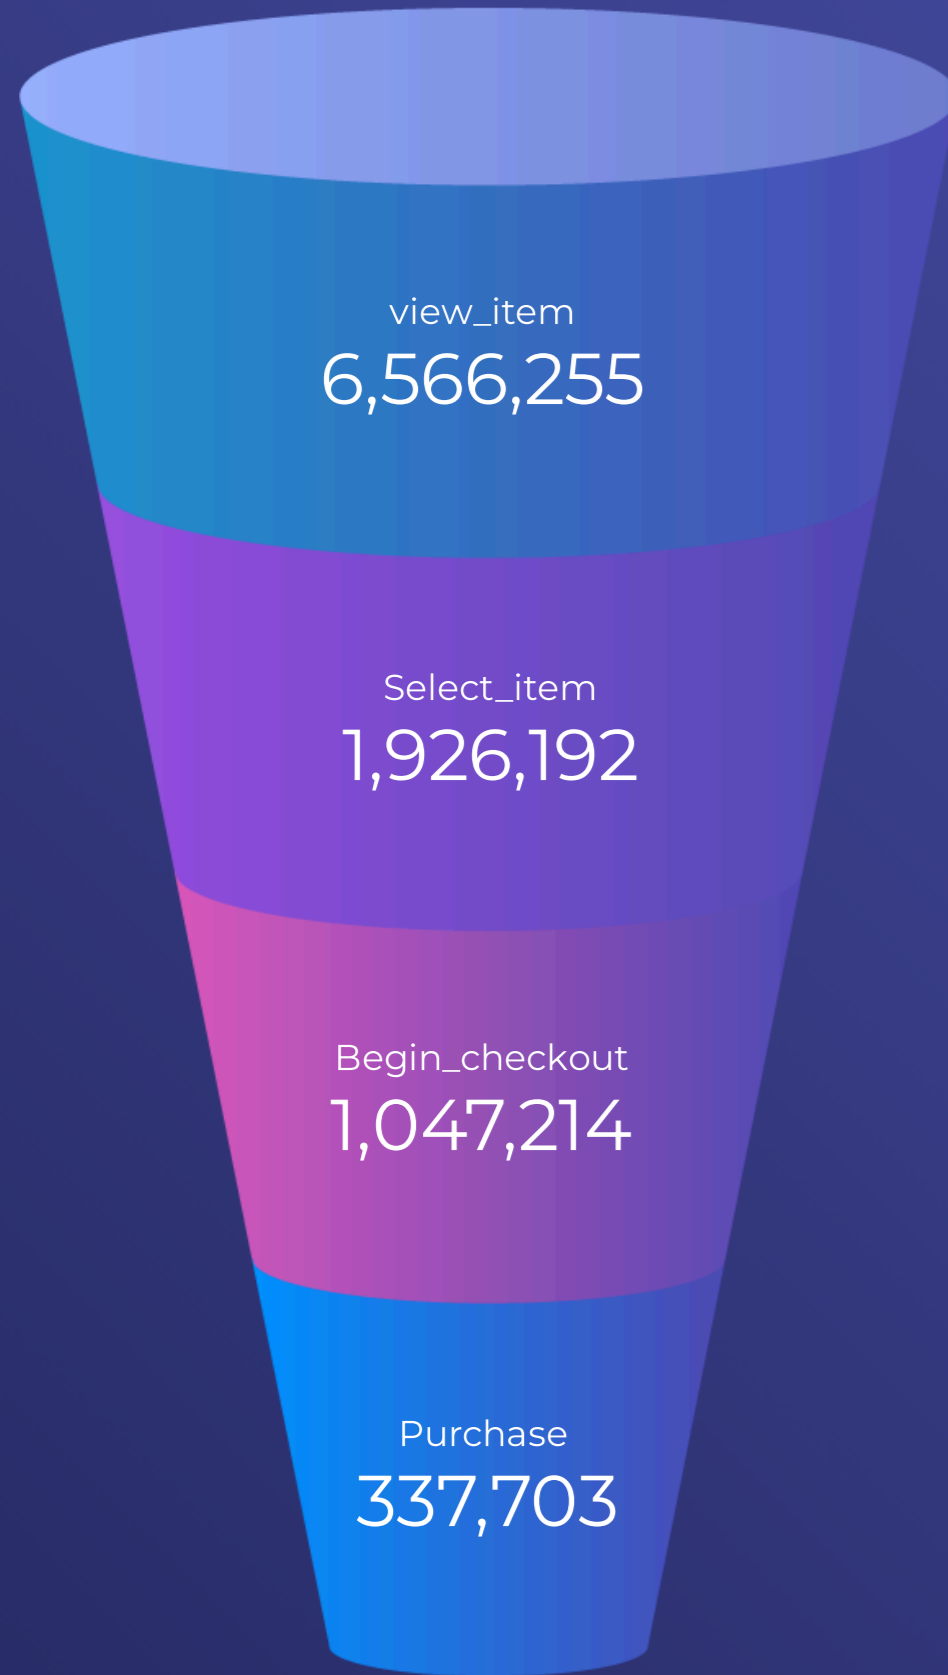 view_item
6,566,255
Select_item
1,926,192
Begin_checkout
1,047,214
Purchase
337,703